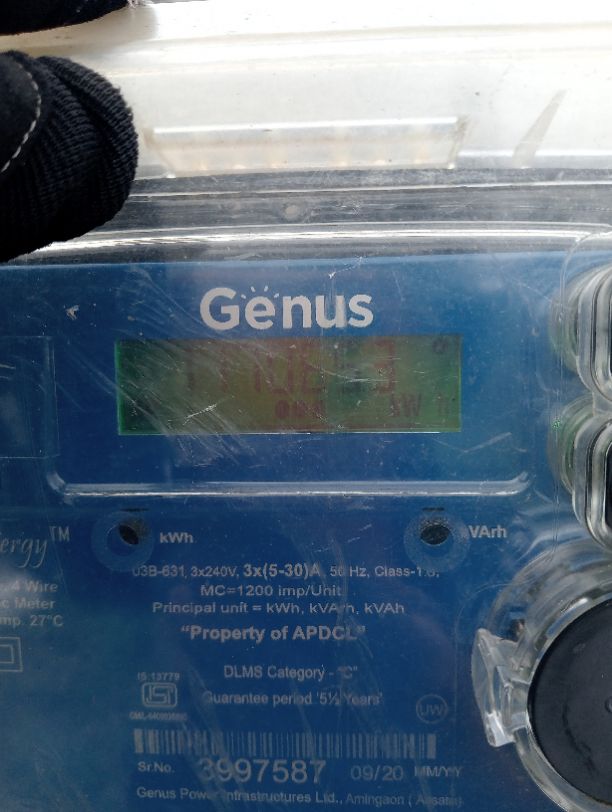 Genus
kW h
ergy™
kWh
VArh
03B-631, 3x240V, 3x(5-30)A, 50 Hz, Class-1.0,
4 Wire
MC=1200 imp/Unit
c Meter
Principal unit = kWh, kVArh, kVAh
mp. 27°C
"Property of APDCL"
IS:13779
DLMS Category - "C"
Guarantee period '5½ Years'
UW
Sr.No. 3997587 09/20 MM/YY
Genus Power Infrastructures Ltd., Amingaon ( Assam